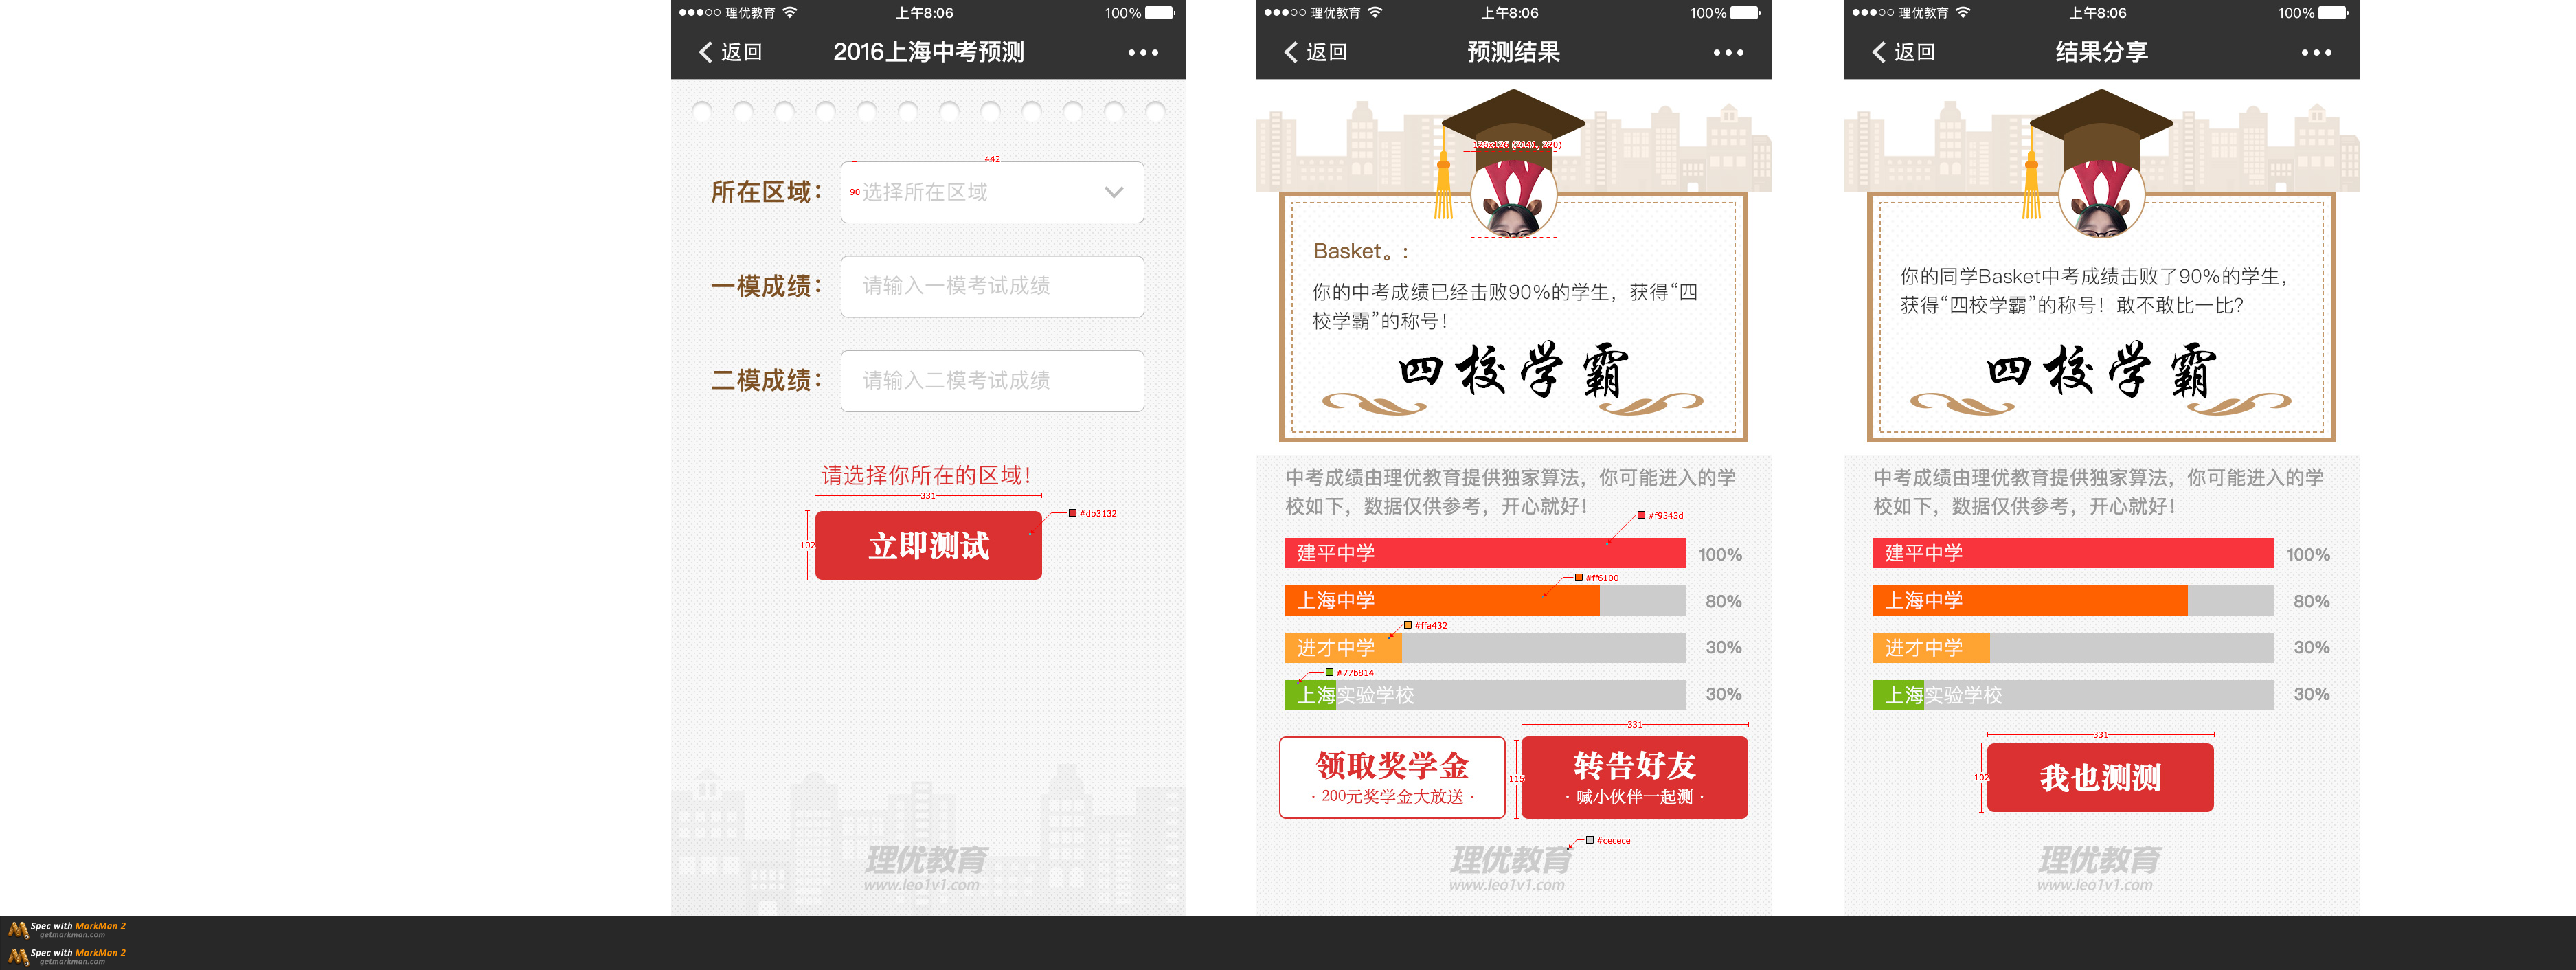 ●●●○○ 理优教育
上午8:06
100%
返回
2016上海中考预测
442
所在区域：
90
选择所在区域
一模成绩：
请输入一模考试成绩
二模成绩：
请输入二模考试成绩
请选择你所在的区域！
331
#db3132
102
立即测试
理优教育
www.leo1v1.com
●●●○○ 理优教育
上午8:06
100%
返回
预测结果
126x126 (2141, 220)
Basket。:
你的中考成绩已经击败90%的学生，获得“四
校学霸”的称号！
四校学霸
中考成绩由理优教育提供独家算法，你可能进入的学
校如下，数据仅供参考，开心就好！
#f9343d
建平中学
100%
#ff6100
上海中学
80%
#ffa432
进才中学
30%
#77b814
上海实验学校
30%
331
115
领取奖学金
· 200元奖学金大放送 ·
转告好友
· 喊小伙伴一起测 ·
#cecece
理优教育
www.leo1v1.com
●●●○○ 理优教育
上午8:06
100%
返回
结果分享
你的同学Basket中考成绩击败了90%的学生，
获得“四校学霸”的称号！敢不敢比一比？
四校学霸
中考成绩由理优教育提供独家算法，你可能进入的学
校如下，数据仅供参考，开心就好！
建平中学
100%
上海中学
80%
进才中学
30%
上海实验学校
30%
331
102
我也测测
理优教育
www.leo1v1.com
Spec with MarkMan 2
getmarkman.com
Spec with MarkMan 2
getmarkman.com